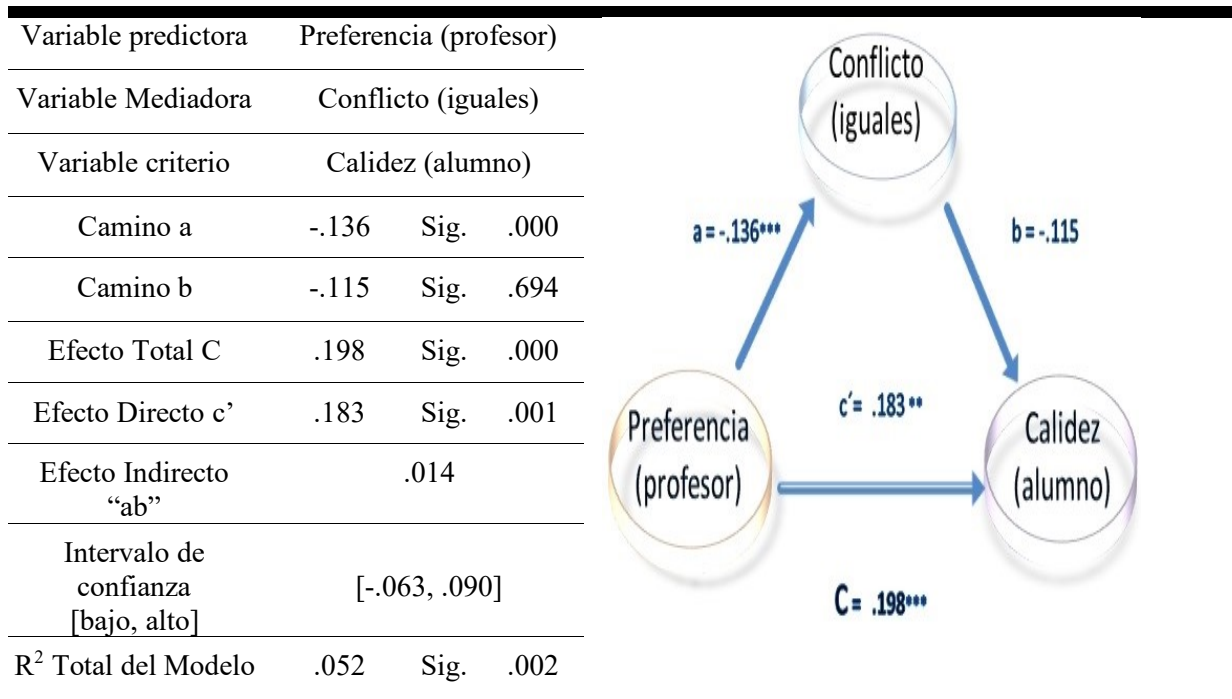 Variable predictora Preferencia (profesor)
Variable Mediadora Conflicto (iguales)
Variable criterio Calidez (alumno)
Camino a -.136 Sig. .000
Camino b -.115 Sig. .694
Efecto Total C .198 Sig. .000
Efecto Directo c’ .183 Sig. .001
Efecto Indirecto
“ab” .014
Intervalo de
confianza
[bajo, alto] [-.063, .090]
R² Total del Modelo .052 Sig. .002
Conflicto
(iguales)
a = -.136***
b = -.115
Preferencia
(profesor)
c´= .183 **
Calidez
(alumno)
C = .198***